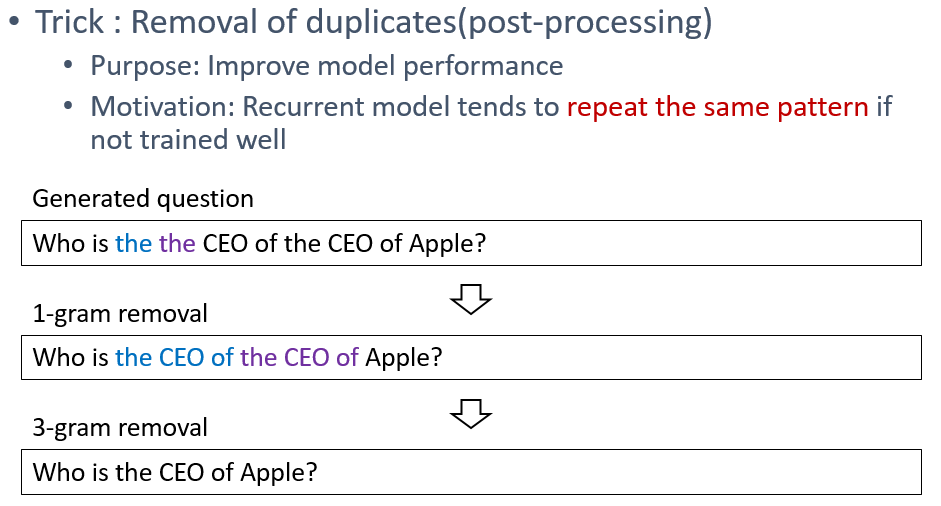 • Trick : Removal of duplicates(post-processing)
• Purpose: Improve model performance
• Motivation: Recurrent model tends to repeat the same pattern if
not trained well
Generated question
Who is the the CEO of the CEO of Apple?
1-gram removal
Who is the CEO of the CEO of Apple?
3-gram removal
Who is the CEO of Apple?